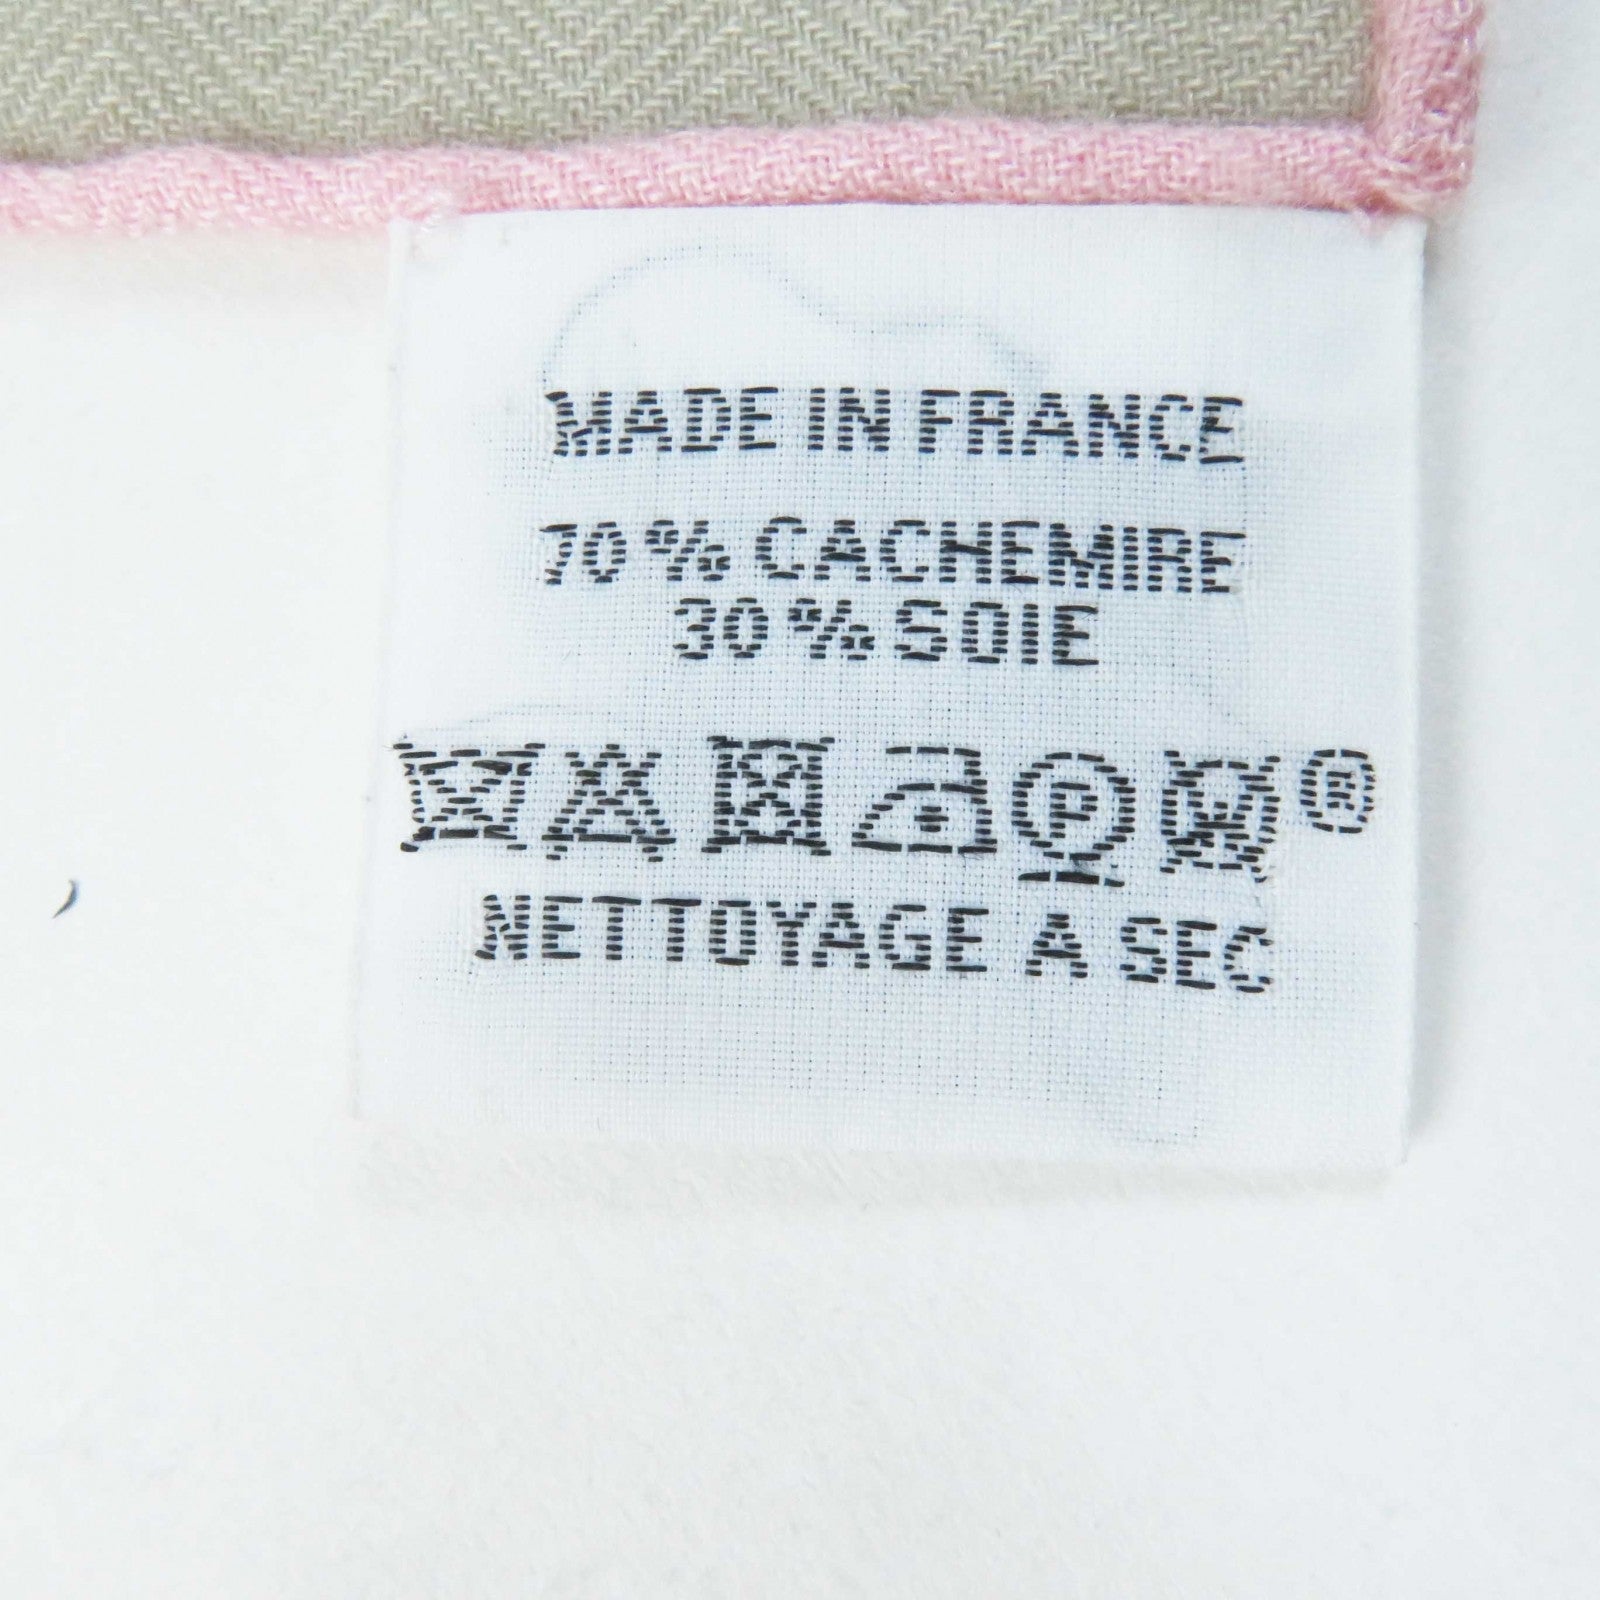 MADE IN FRANCE
70% CACHEMIRE
30% SOIE
P W ®
NETTOYAGE A SEC